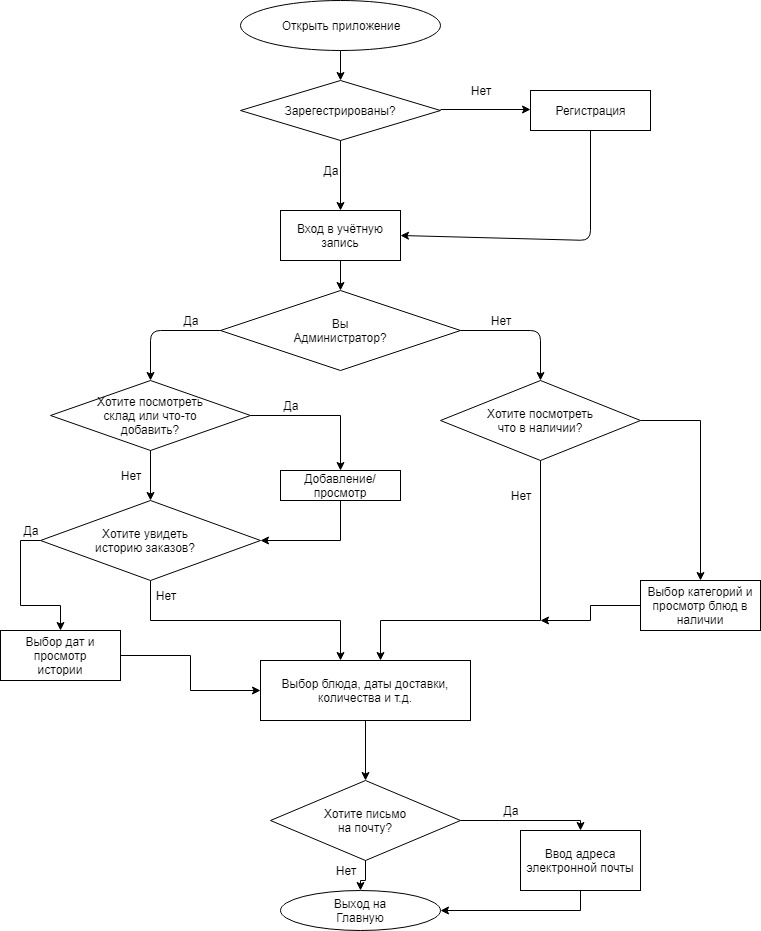 Открыть приложение
Зарегестрированы?
Нет
Регистрация
Да
Вход в учётную
запись
Вы
Администратор?
Да
Нет
Хотите посмотреть
склад или что-то
добавить?
Да
Хотите посмотреть
что в наличии?
Нет
Добавление/
просмотр
Нет
Хотите увидеть
историю заказов?
Да
Нет
Выбор категорий и
просмотр блюд в
наличии
Выбор дат и
просмотр
истории
Выбор блюда, даты доставки,
количества и т.д.
Хотите письмо
на почту?
Да
Ввод адреса
электронной почты
Нет
Выход на
Главную